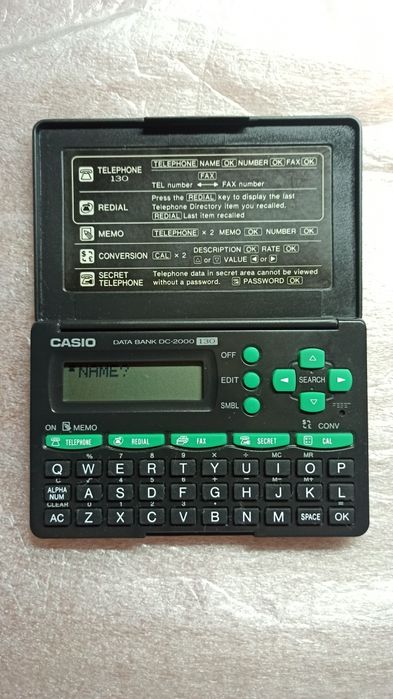 TELEPHONE 130
TELEPHONE NAME OK NUMBER OK FAX OK
FAX
TEL number ⟷ FAX number
REDIAL
Press the REDIAL key to display the last
Telephone Directory item you recalled.
REDIAL Last item recalled
MEMO
TELEPHONE × 2 MEMO OK NUMBER OK
CONVERSION CAL × 2
DESCRIPTION OK RATE OK
△ or ▽ VALUE ◀ or ▶
SECRET TELEPHONE
Telephone data in secret area cannot be viewed
without a password. PASSWORD OK
CASIO DATA BANK DC-2000 130
NAME?
OFF
EDIT
SMBL
SEARCH
ON MEMO CONV
TELEPHONE REDIAL FAX SECRET CAL
% 7 8 9 × ÷ MC MR
Q W E R T Y U I O P
C √ 4 5 6 + − M− M+
ALPHA NUM A S D F G H J K L
CLEAR 0 1 2 3 • =
AC Z X C V B N M SPACE OK